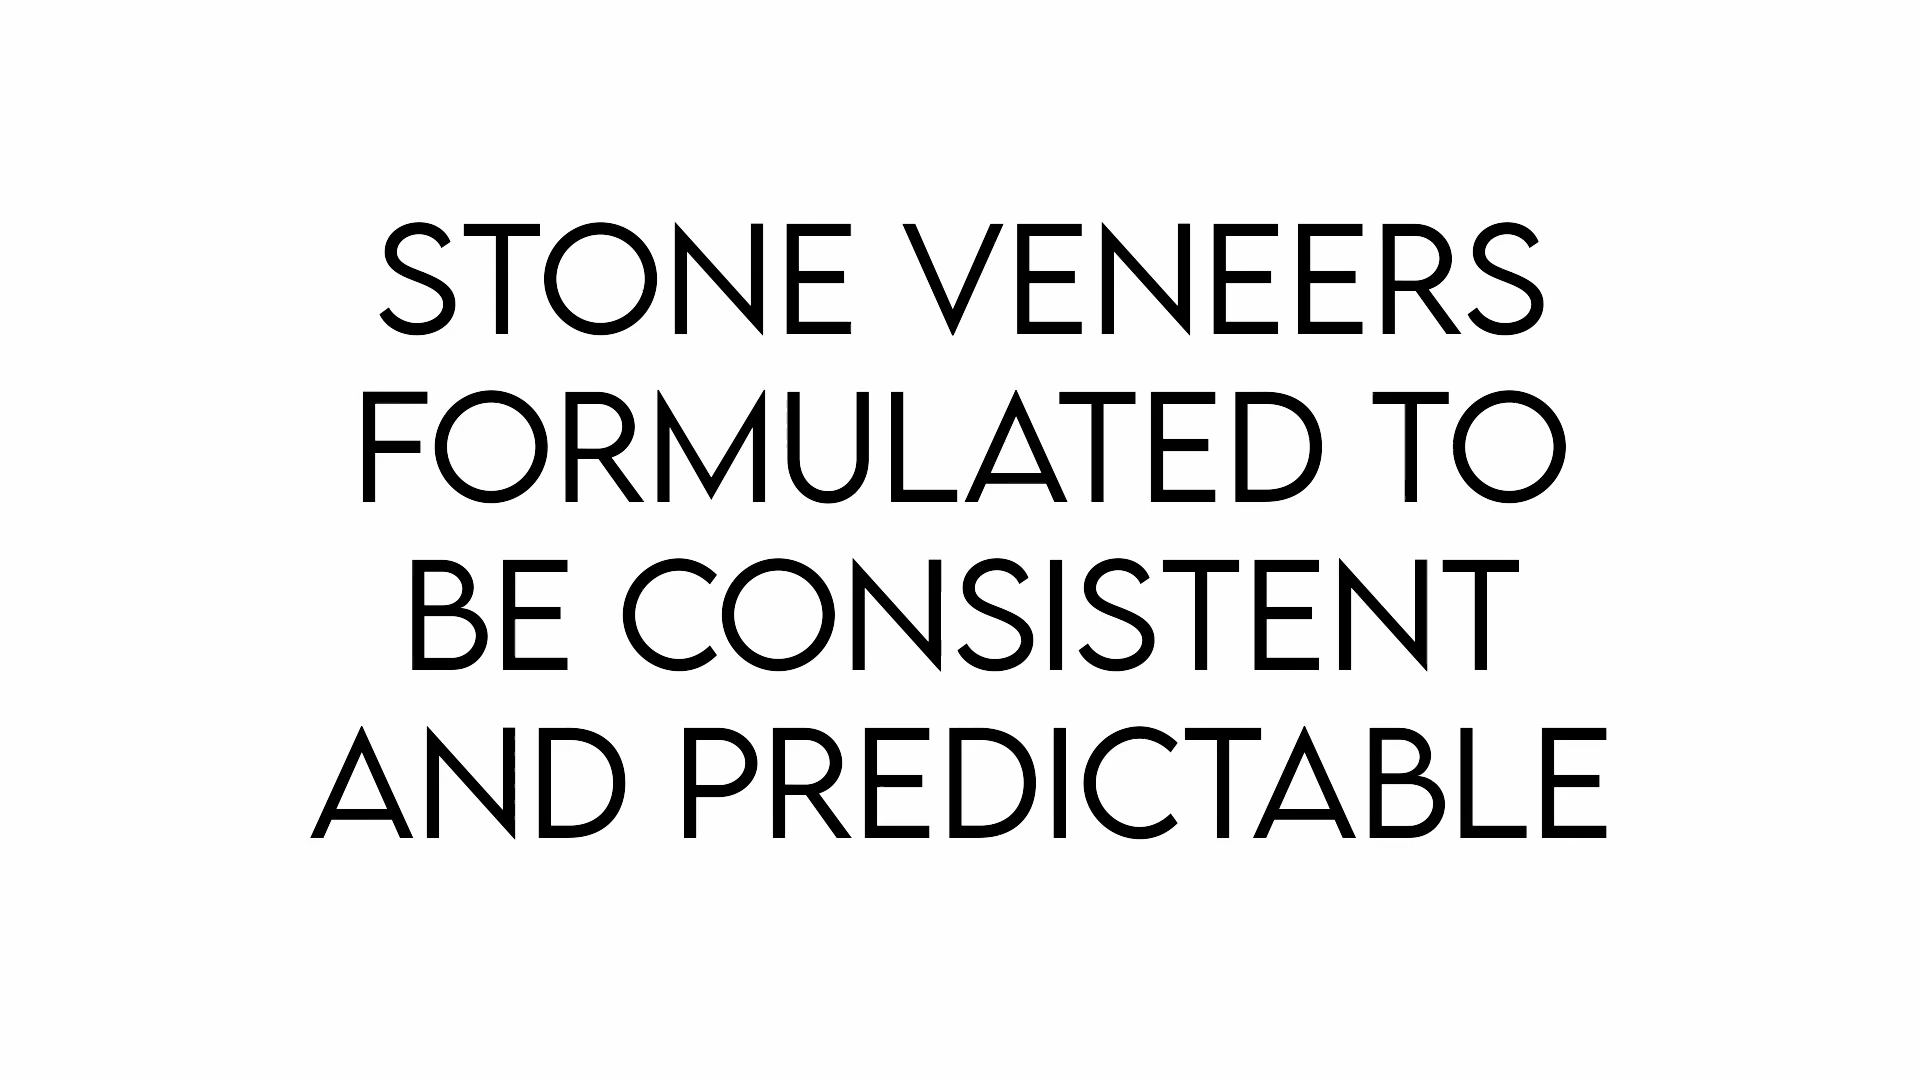 STONE VENEERS
FORMULATED TO
BE CONSISTENT
AND PREDICTABLE